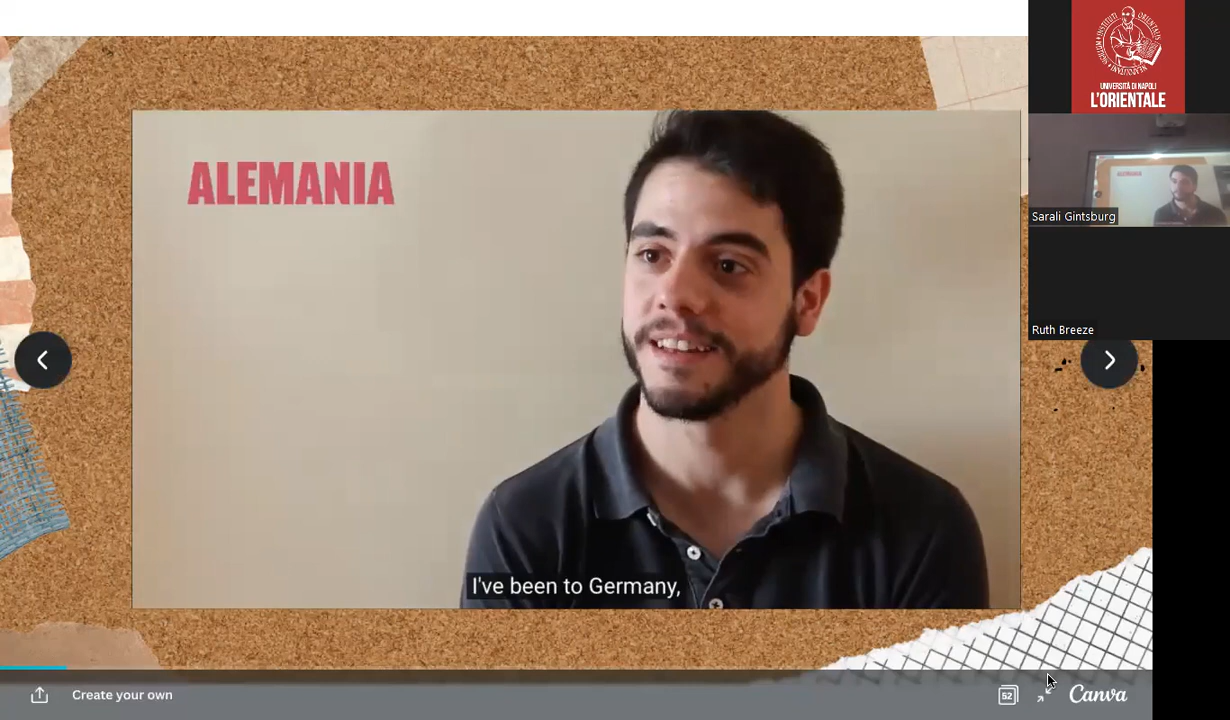 ALEMANIA
I've been to Germany,
UNIVERSITÀ DI NAPOLI
L'ORIENTALE
Sarali Gintsburg
Ruth Breeze
Create your own
52
Canva